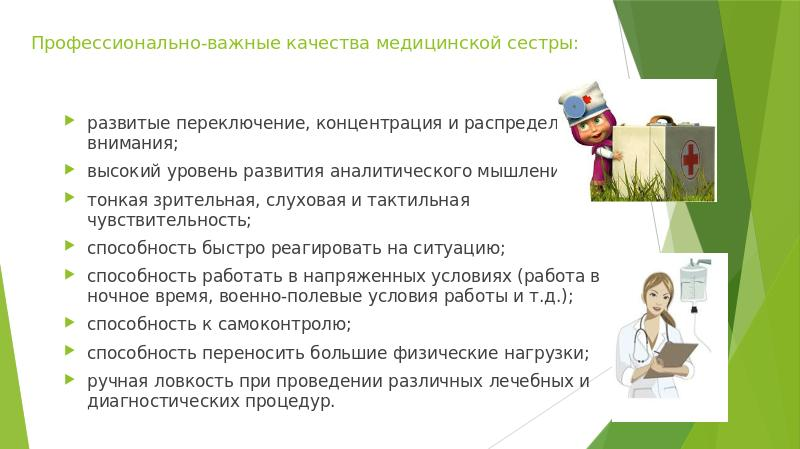 Профессионально-важные качества медицинской сестры:
развитые переключение, концентрация и распредел
внимания;
высокий уровень развития аналитического мышлени
тонкая зрительная, слуховая и тактильная
чувствительность;
способность быстро реагировать на ситуацию;
способность работать в напряженных условиях (работа в
ночное время, военно-полевые условия работы и т.д.);
способность к самоконтролю;
способность переносить большие физические нагрузки;
ручная ловкость при проведении различных лечебных и
диагностических процедур.